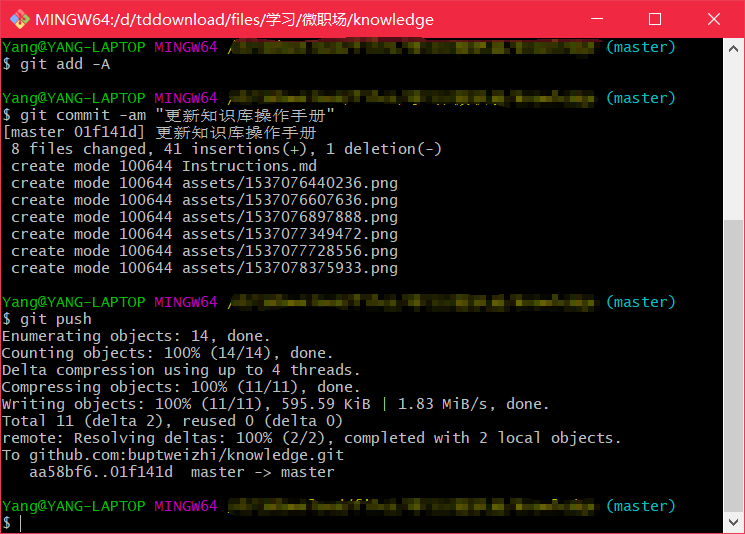 MINGW64:/d/tddownload/files/学习/微职场/knowledge
Yang@YANG-LAPTOP MINGW64 / (master)
$ git add -A
Yang@YANG-LAPTOP MINGW64 / (master)
$ git commit -am "更新知识库操作手册"
[master 01f141d] 更新知识库操作手册
8 files changed, 41 insertions(+), 1 deletion(-)
create mode 100644 Instructions.md
create mode 100644 assets/1537076440236.png
create mode 100644 assets/1537076607636.png
create mode 100644 assets/1537076897888.png
create mode 100644 assets/1537077349472.png
create mode 100644 assets/1537077728556.png
create mode 100644 assets/1537078375933.png
Yang@YANG-LAPTOP MINGW64 / (master)
$ git push
Enumerating objects: 14, done.
Counting objects: 100% (14/14), done.
Delta compression using up to 4 threads.
Compressing objects: 100% (11/11), done.
Writing objects: 100% (11/11), 595.59 KiB | 1.83 MiB/s, done.
Total 11 (delta 2), reused 0 (delta 0)
remote: Resolving deltas: 100% (2/2), completed with 2 local objects.
To github.com:buptweizhi/knowledge.git
aa58bf6..01f141d master -> master
Yang@YANG-LAPTOP MINGW64 / (master)
$